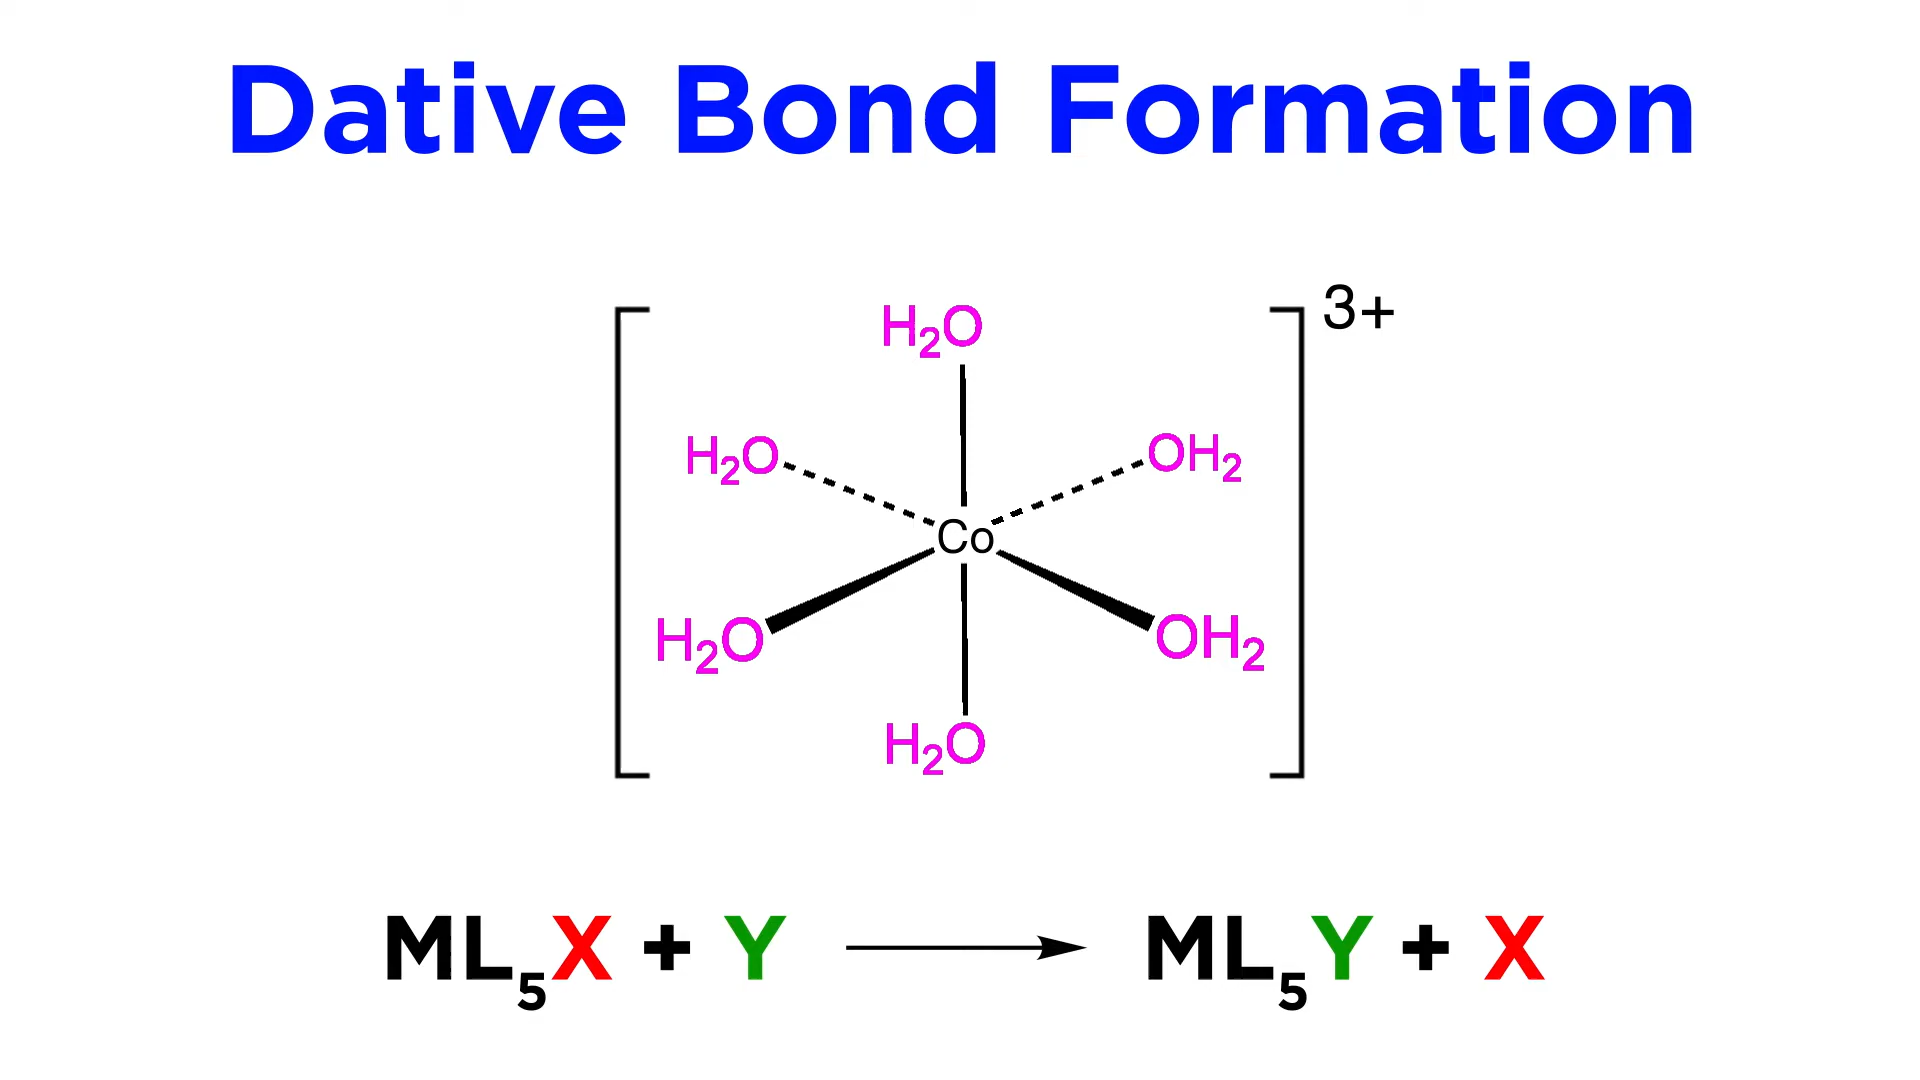 Dative Bond Formation
3+
H₂O
H₂O OH₂
Co
H₂O OH₂
H₂O
ML₅X + Y ⟶ ML₅Y + X